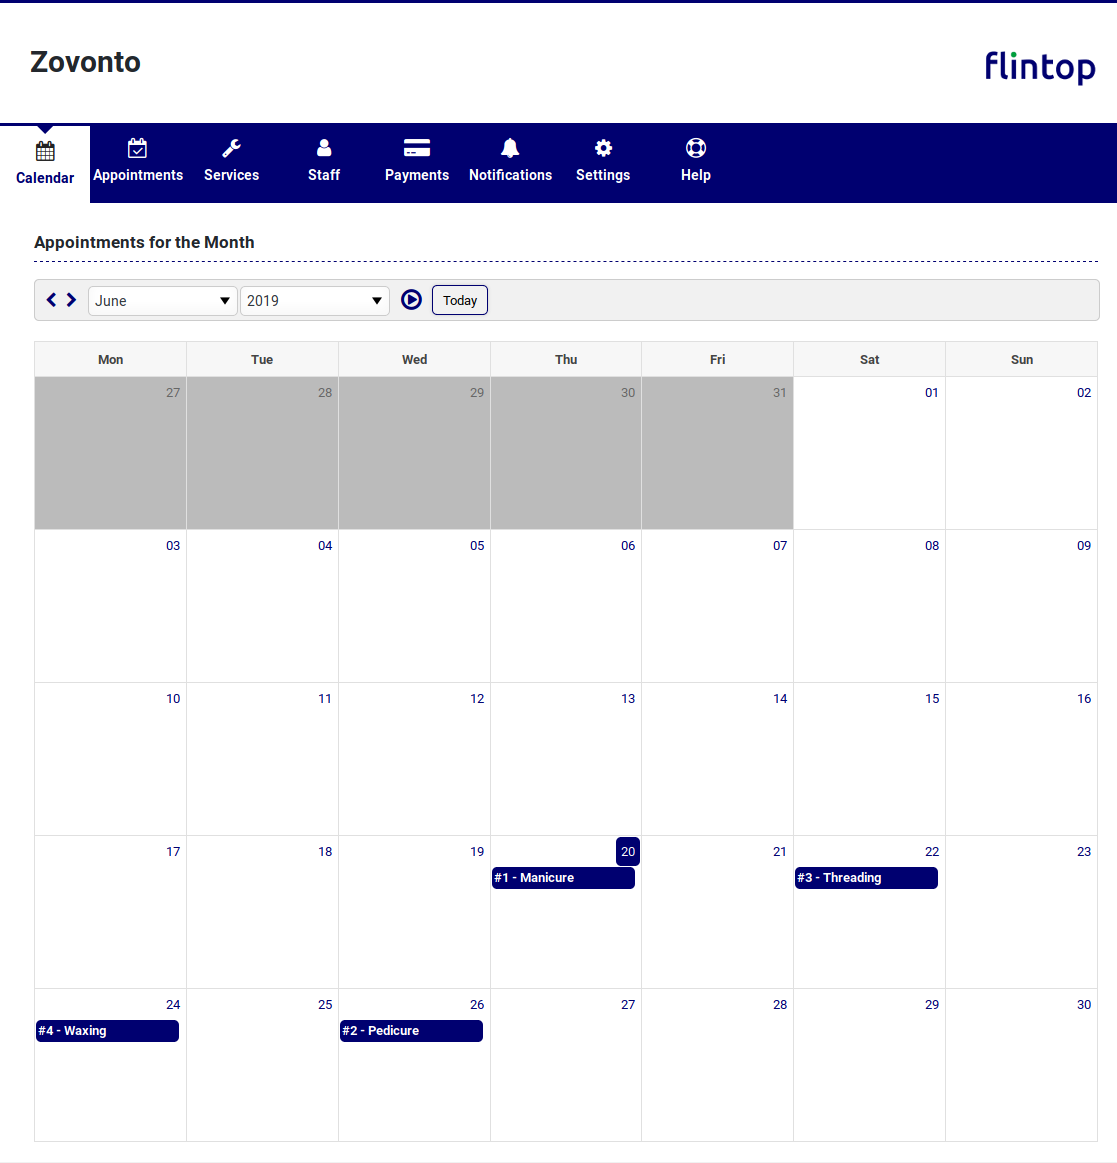 Zovonto
flintop
Calendar Appointments Services Staff Payments Notifications Settings Help
Appointments for the Month
June 2019 Today
Mon Tue Wed Thu Fri Sat Sun
27 28 29 30 31 01 02
03 04 05 06 07 08 09
10 11 12 13 14 15 16
17 18 19 20 21 22 23
#1 - Manicure #3 - Threading
24 25 26 27 28 29 30
#4 - Waxing #2 - Pedicure